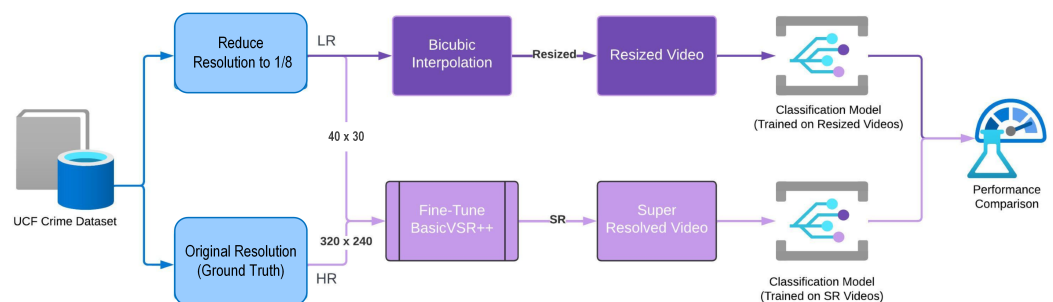 Reduce
Resolution to 1/8
LR
Bicubic
Interpolation
Resized
Resized Video
Classification Model
(Trained on Resized Videos)
40 x 30
UCF Crime Dataset
Original Resolution
(Ground Truth)
320 x 240
HR
Fine-Tune
BasicVSR++
SR
Super
Resolved Video
Classification Model
(Trained on SR Videos)
Performance
Comparison